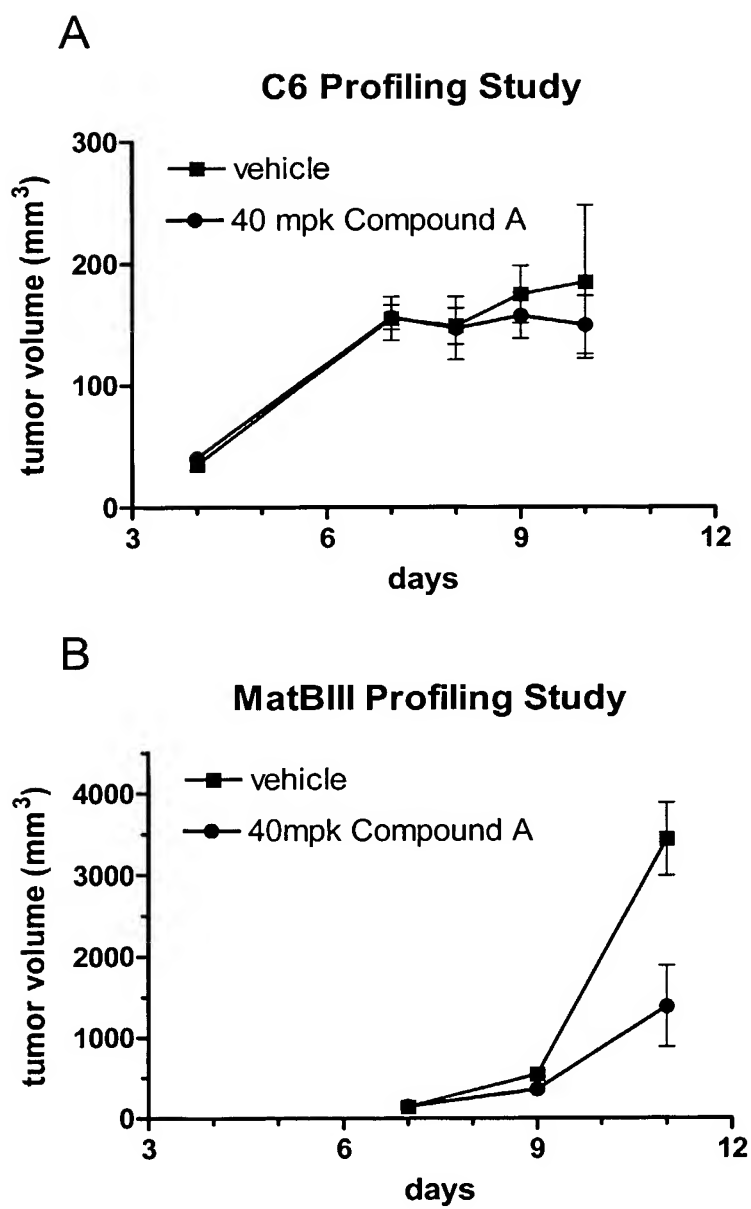 A
C6 Profiling Study
300
200
100
0
tumor volume (mm³)
vehicle
40 mpk Compound A
3
6
9
12
days
B
MatBIII Profiling Study
4000
3000
2000
1000
0
tumor volume (mm³)
vehicle
40mpk Compound A
3
6
9
12
days